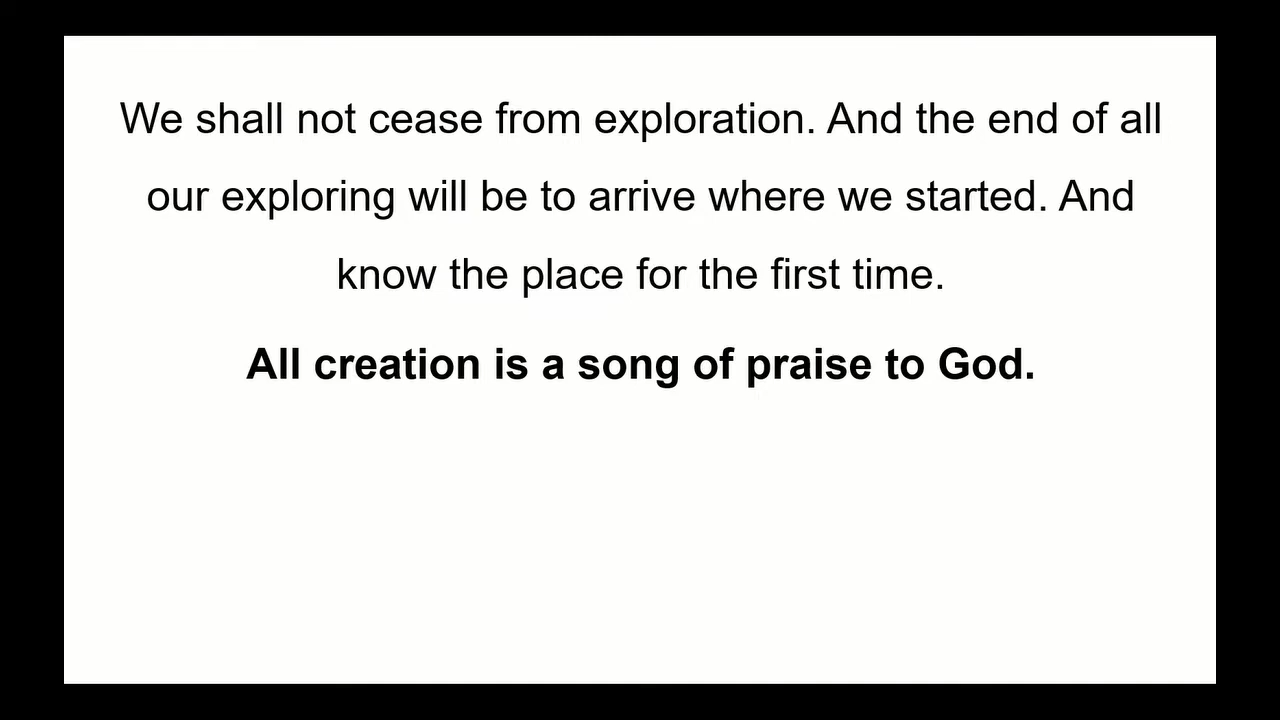 We shall not cease from exploration. And the end of all
our exploring will be to arrive where we started. And
know the place for the first time.
All creation is a song of praise to God.